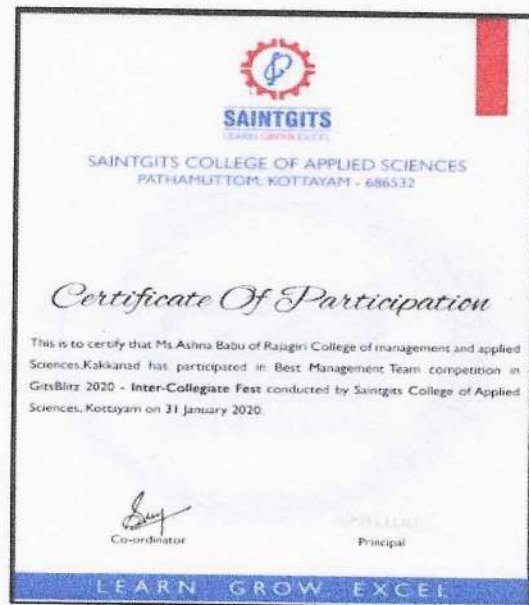 SAINTGITS
LEARN GROW EXCEL
SAINTGITS COLLEGE OF APPLIED SCIENCES
PATHAMUTTOM, KOTTAYAM - 686532
Certificate Of Participation
This is to certify that Ms Ashna Babu of Rajagiri College of management and applied
Sciences,Kakkanad has participated in Best Management Team competition in
GitsBlitz 2020 - Inter-Collegiate Fest conducted by Saintgits College of Applied
Sciences, Kottayam on 31 January 2020.
Co-ordinator
Principal
LEARN GROW EXCEL